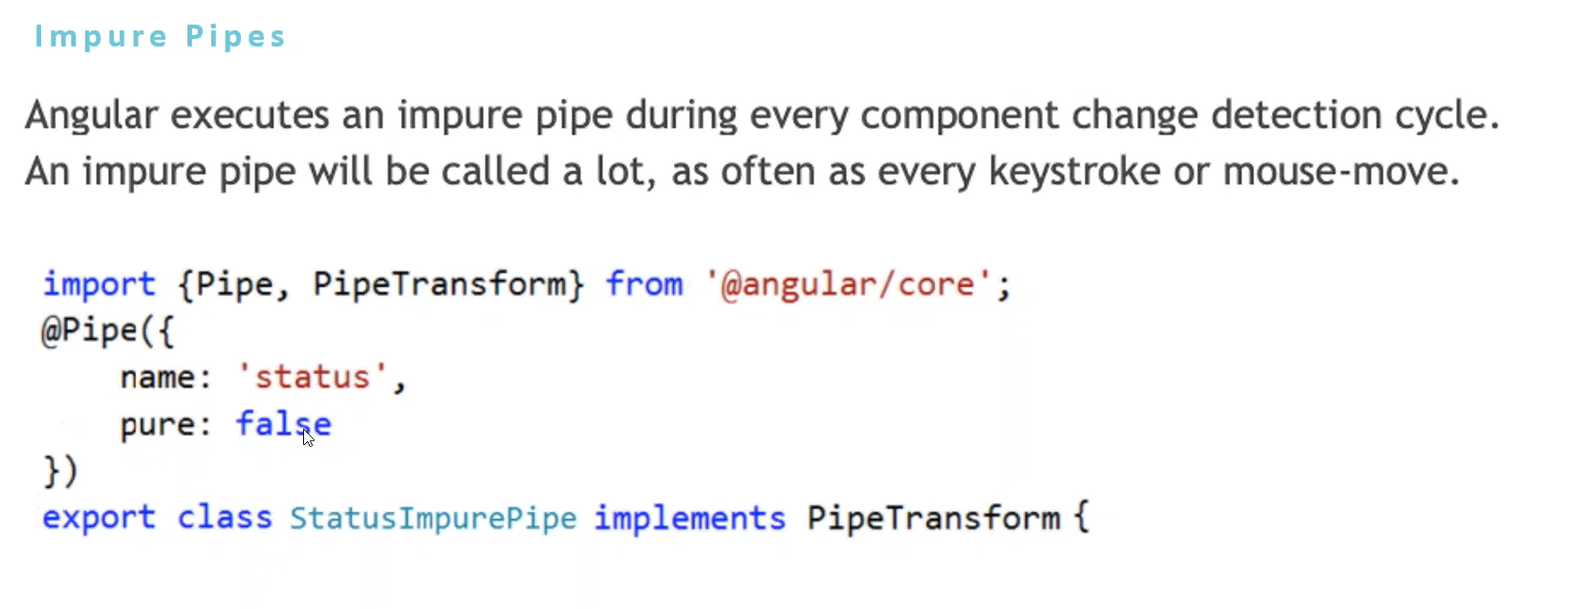 Impure Pipes
Angular executes an impure pipe during every component change detection cycle.
An impure pipe will be called a lot, as often as every keystroke or mouse-move.
import {Pipe, PipeTransform} from '@angular/core';
@Pipe({
    name: 'status',
    pure: false
})
export class StatusImpurePipe implements PipeTransform {